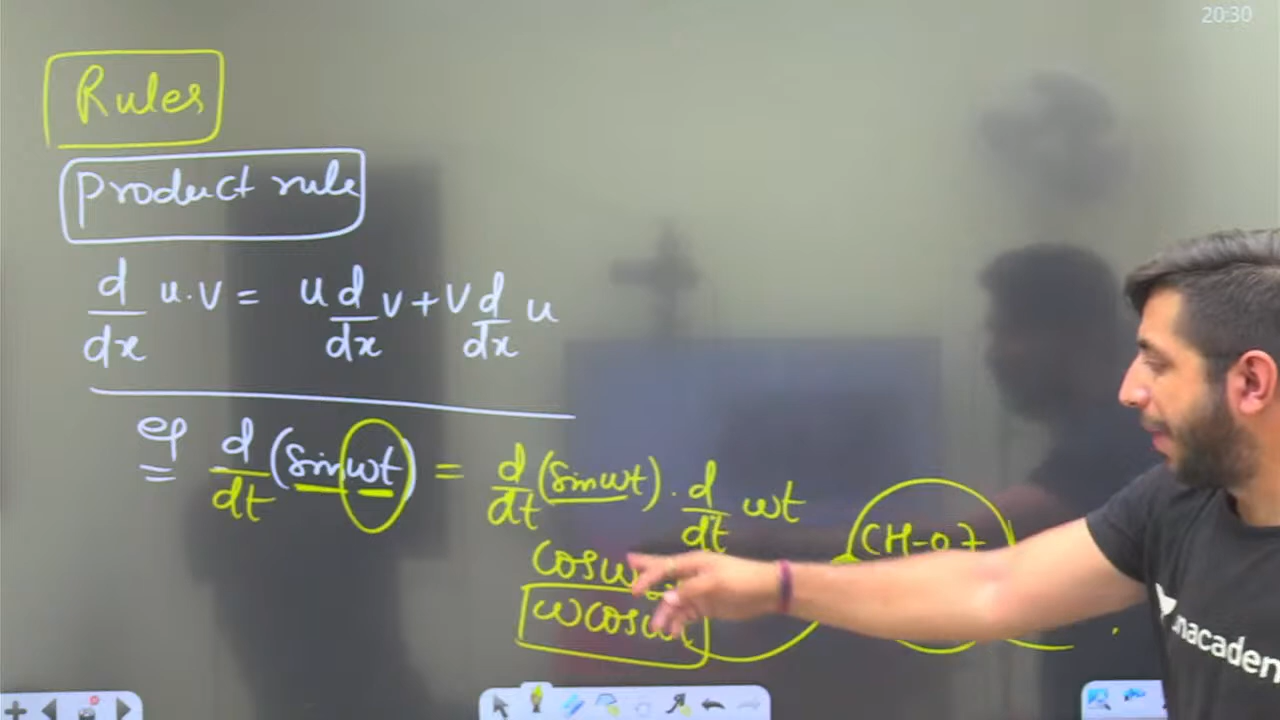 20:30
Rules
Product rule
d/dx u.v = u d/dx v + v d/dx u
eg d/dt (sinωt) = d/dt (sinωt) . d/dt ωt
CH-07
cosω
ωcosωt
unacadem